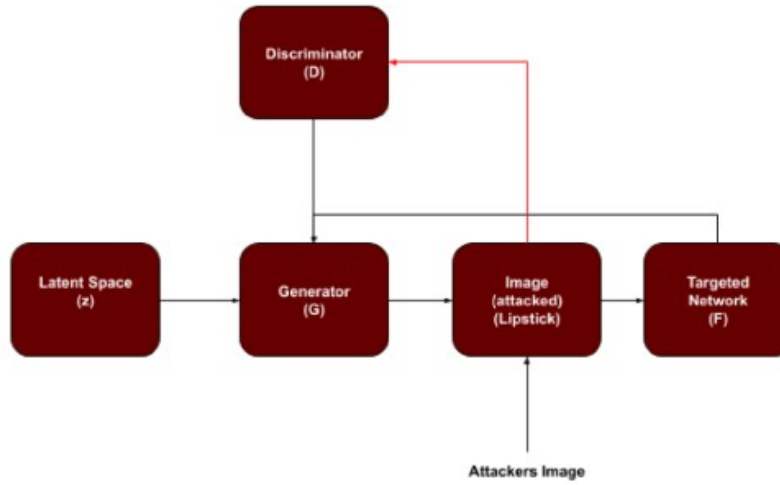 Discriminator
(D)
Latent Space
(z)
Generator
(G)
Image
(attacked)
(Lipstick)
Targeted
Network
(F)
Attackers Image